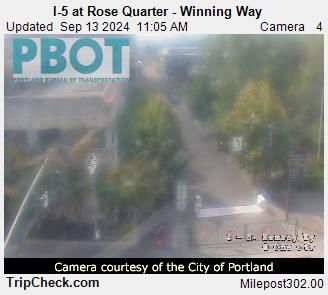 I-5 at Rose Quarter - Winning Way
Updated Sep 13 2024 11:05 AM Camera 4
PBOT
PORTLAND BUREAU OF TRANSPORTATION
Camera courtesy of the City of Portland
TripCheck.com Milepost302.00